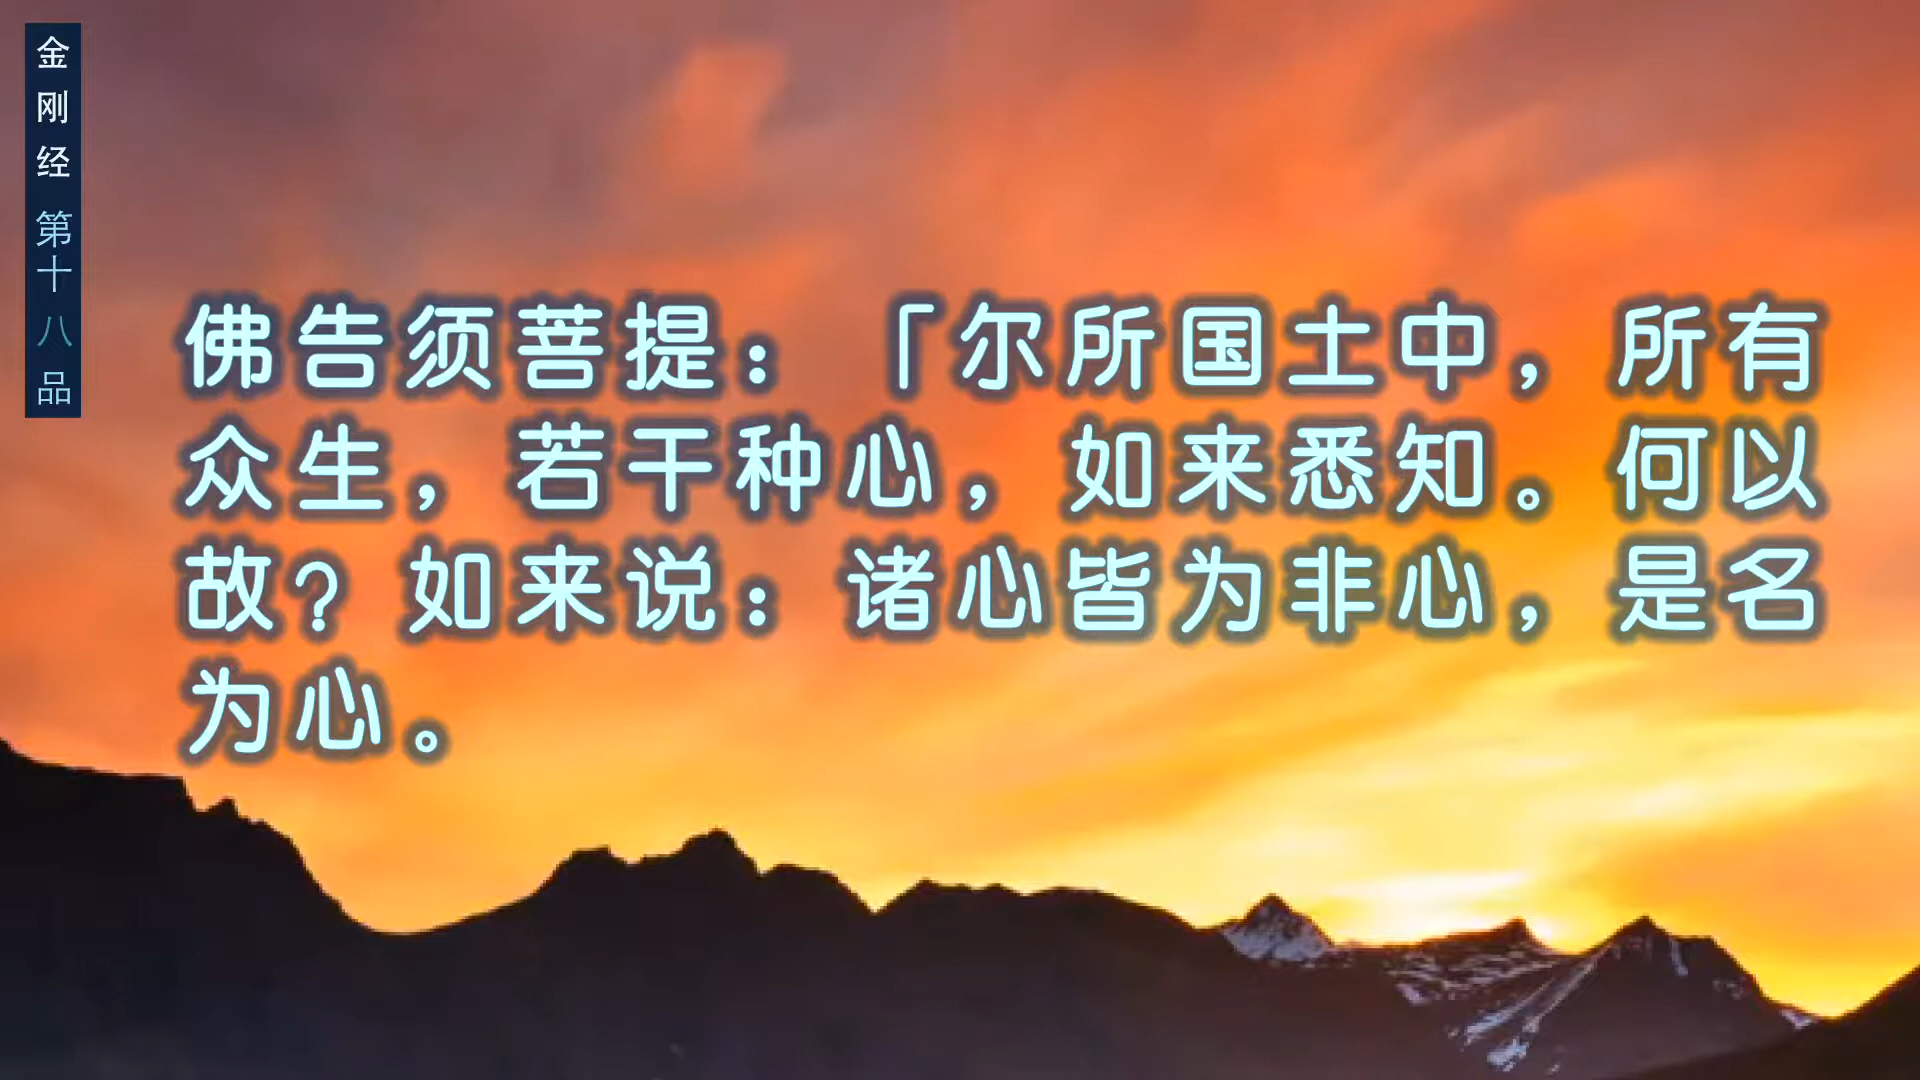 金刚经 第十八品
佛告须菩提：「尔所国土中，所有
众生，若干种心，如来悉知。何以
故？如来说：诸心皆为非心，是名
为心。